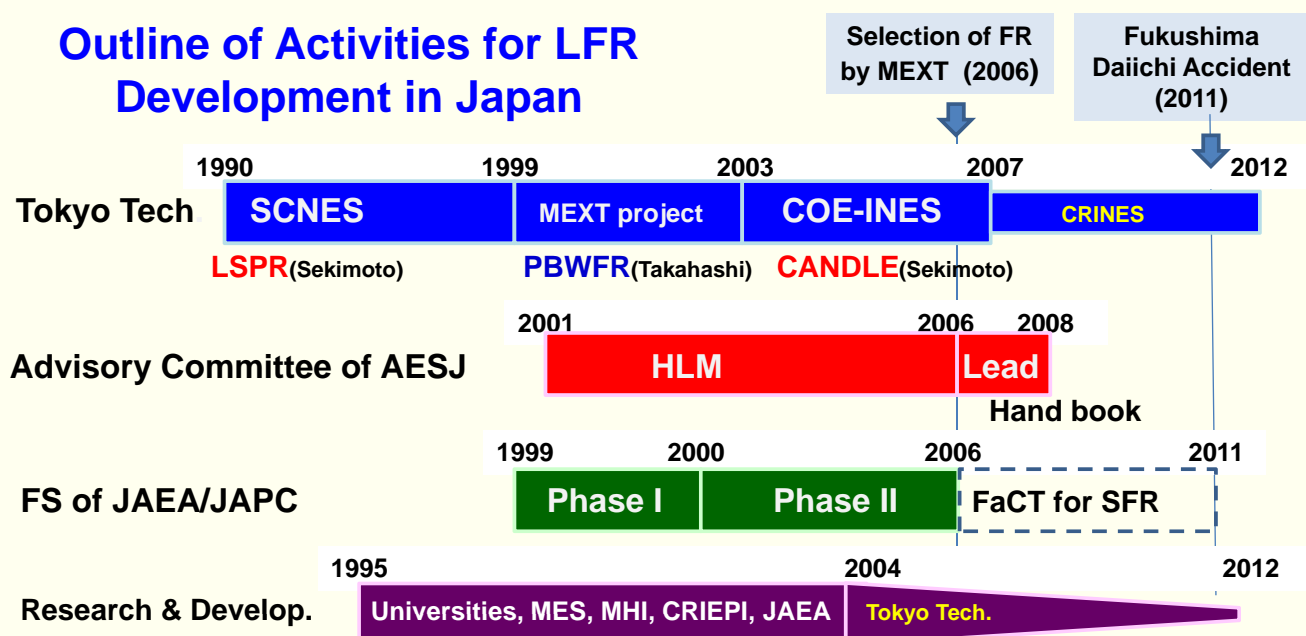 Outline of Activities for LFR
Development in Japan
Selection of FR
by MEXT (2006)
Fukushima
Daiichi Accident
(2011)
1990 1999 2003 2007 2012
Tokyo Tech. SCNES MEXT project COE-INES CRINES
LSPR(Sekimoto) PBWFR(Takahashi) CANDLE(Sekimoto)
2001 2006 2008
Advisory Committee of AESJ HLM Lead
Hand book
1999 2000 2006 2011
FS of JAEA/JAPC Phase I Phase II FaCT for SFR
1995 2004 2012
Research & Develop. Universities, MES, MHI, CRIEPI, JAEA Tokyo Tech.